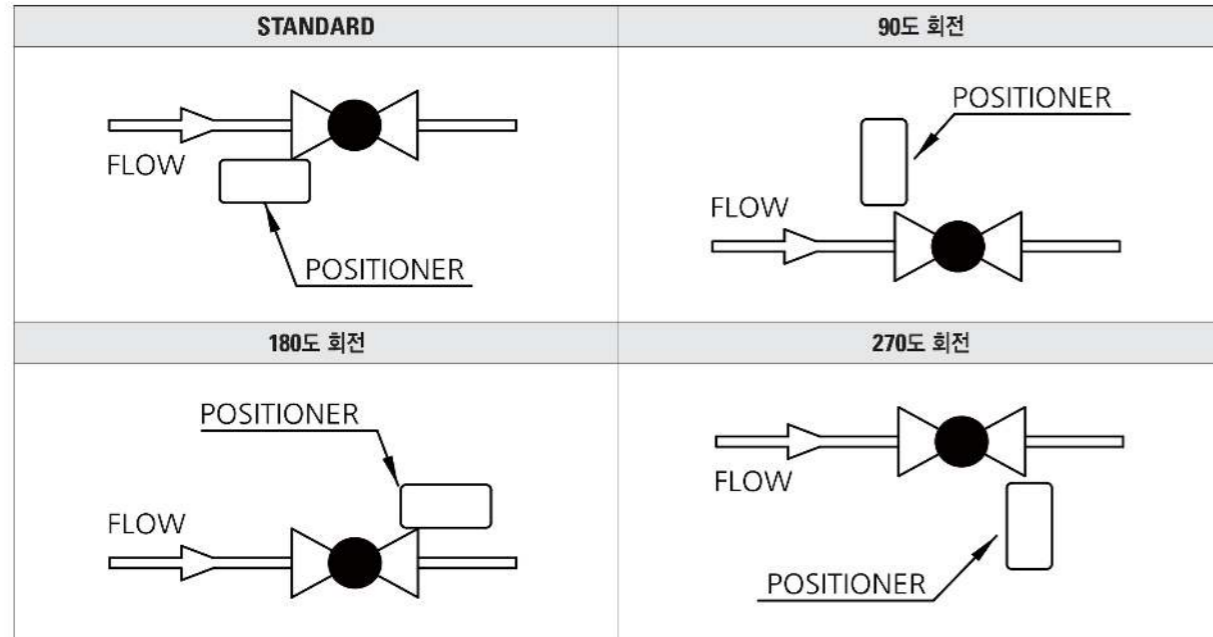 STANDARD
90도 회전
FLOW
POSITIONER
POSITIONER
FLOW
180도 회전
270도 회전
POSITIONER
FLOW
FLOW
POSITIONER